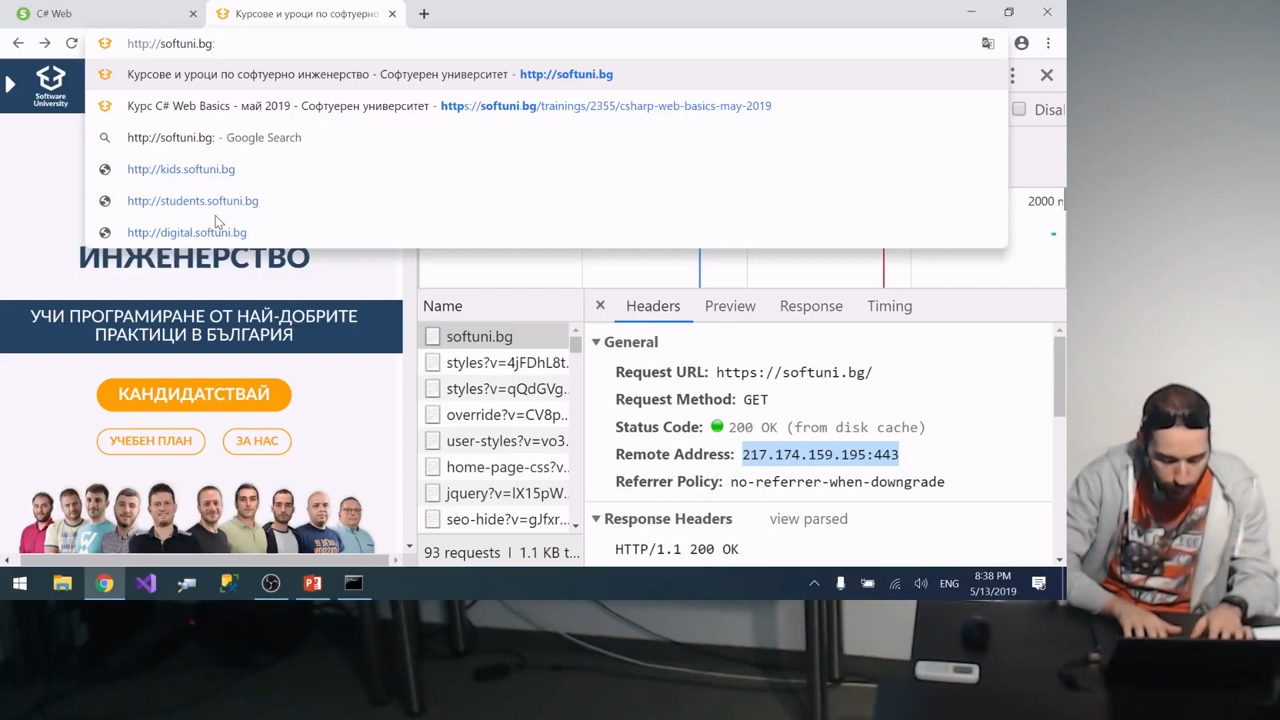 C# Web
Курсове и уроци по софтуерно
http://softuni.bg:
Software
University
Курсове и уроци по софтуерно инженерство - Софтуерен университет - http://softuni.bg
Курс C# Web Basics - май 2019 - Софтуерен университет - https://softuni.bg/trainings/2355/csharp-web-basics-may-2019
http://softuni.bg: - Google Search
http://kids.softuni.bg
http://students.softuni.bg
http://digital.softuni.bg
Disa
2000 m
ИНЖЕНЕРСТВО
УЧИ ПРОГРАМИРАНЕ ОТ НАЙ-ДОБРИТЕ
ПРАКТИЦИ В БЪЛГАРИЯ
КАНДИДАТСТВАЙ
УЧЕБЕН ПЛАН
ЗА НАС
Name
softuni.bg
styles?v=4jFDhL8t...
styles?v=qQdGVg...
override?v=CV8p...
user-styles?v=vo3...
home-page-css?v...
jquery?v=IX15pW...
seo-hide?v=gJfxr...
93 requests | 1.1 KB t...
Headers Preview Response Timing
General
Request URL: https://softuni.bg/
Request Method: GET
Status Code: 200 OK (from disk cache)
Remote Address: 217.174.159.195:443
Referrer Policy: no-referrer-when-downgrade
Response Headers view parsed
HTTP/1.1 200 OK
ENG
8:38 PM
5/13/2019